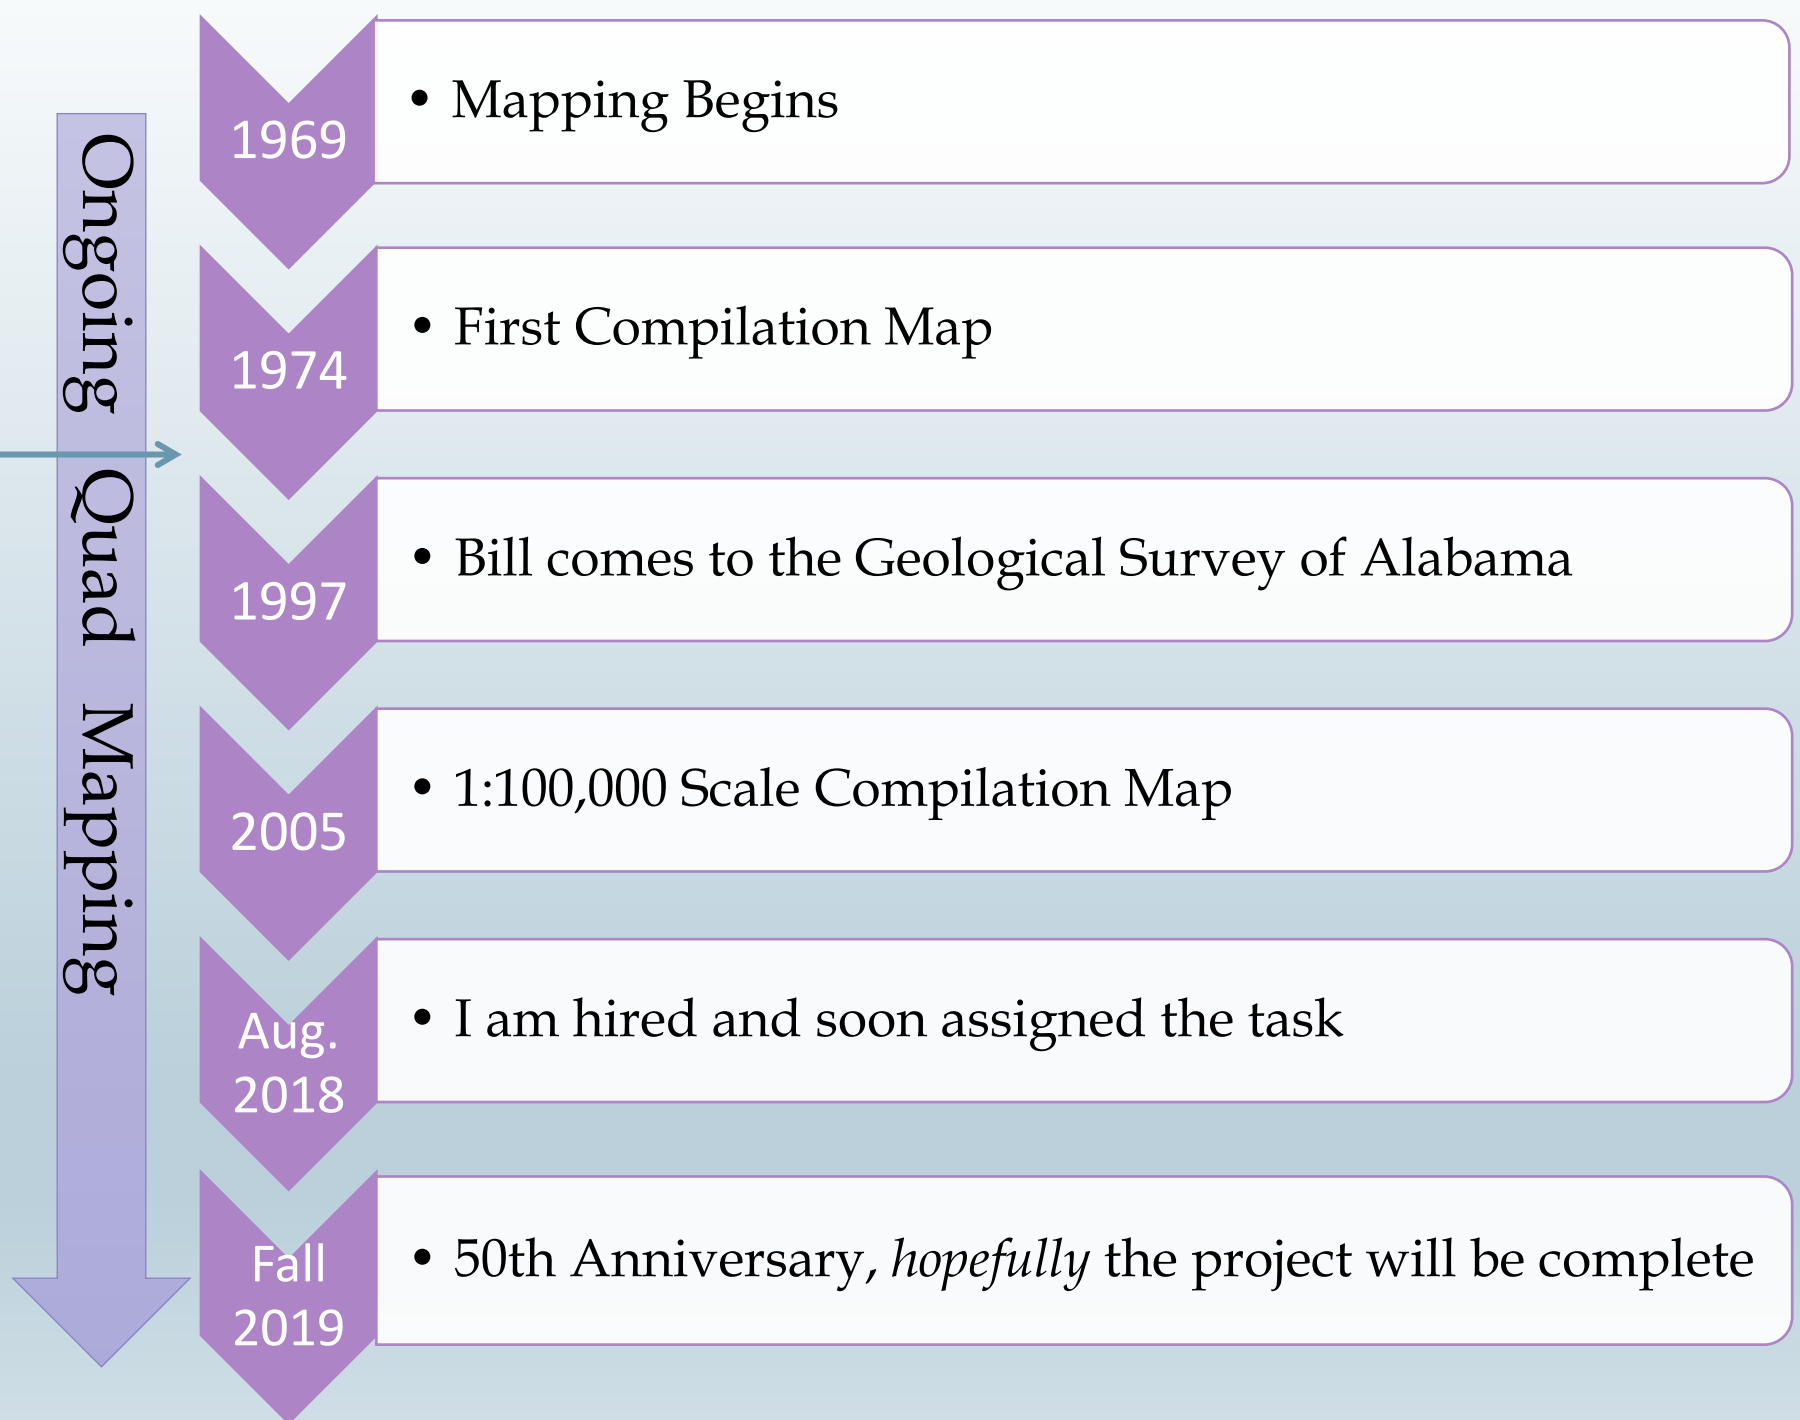 Ongoing Quad Mapping
1969
• Mapping Begins
1974
• First Compilation Map
1997
• Bill comes to the Geological Survey of Alabama
2005
• 1:100,000 Scale Compilation Map
Aug.
2018
• I am hired and soon assigned the task
Fall
2019
• 50th Anniversary, hopefully the project will be complete